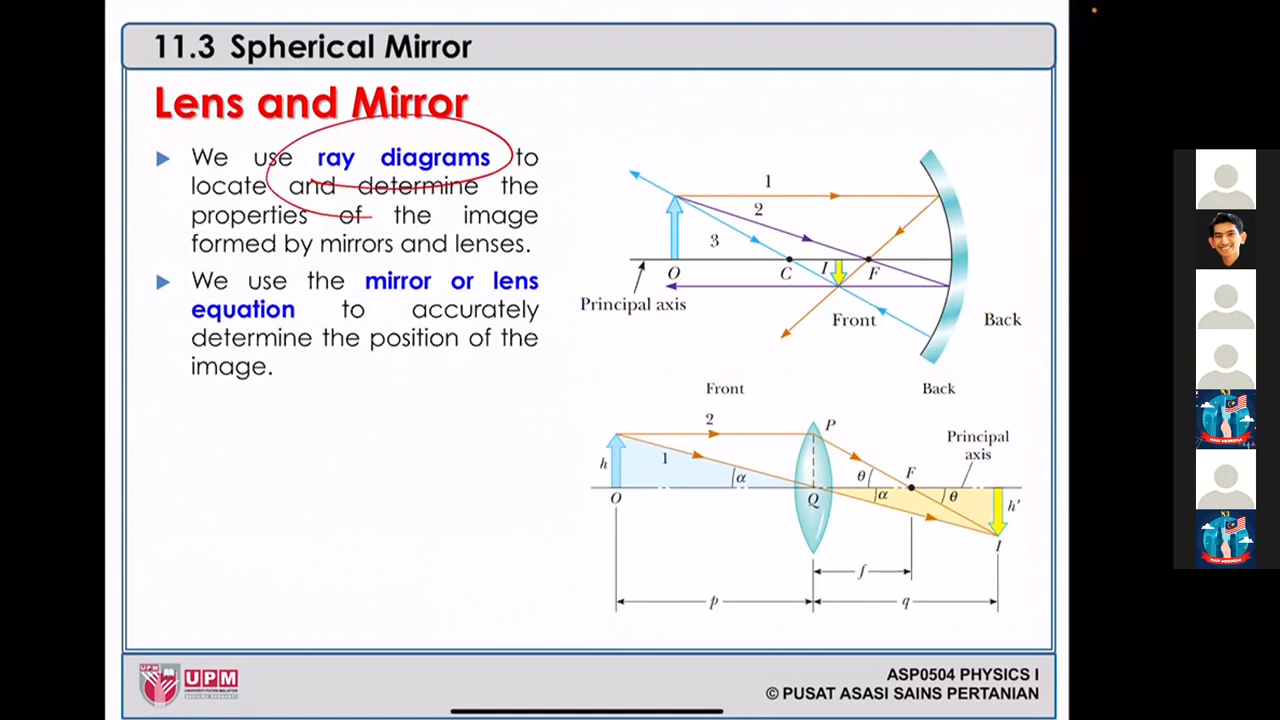 11.3 Spherical Mirror
Lens and Mirror
We use ray diagrams to
locate and determine the
properties of the image
formed by mirrors and lenses.
We use the mirror or lens
equation to accurately
determine the position of the
image.
1
2
3
O
C
I
F
Principal axis
Front
Back
Front
Back
2
P
Principal
axis
h
1
α
θ
F
O
Q
α
θ
h′
I
f
p
q
UPM
UPM
ASP0504 PHYSICS I
© PUSAT ASASI SAINS PERTANIAN